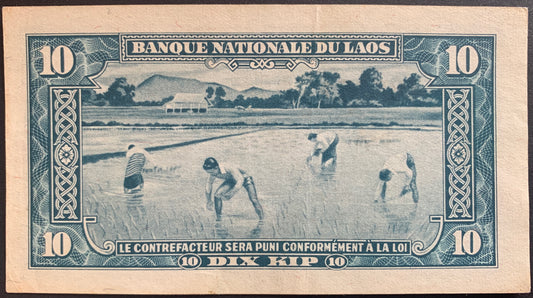 10 BANQUE NATIONALE DU LAOS 10
10 LE CONTREFACTEUR SERA PUNI CONFORMÉMENT À LA LOI 10
10 DIX KIP 10